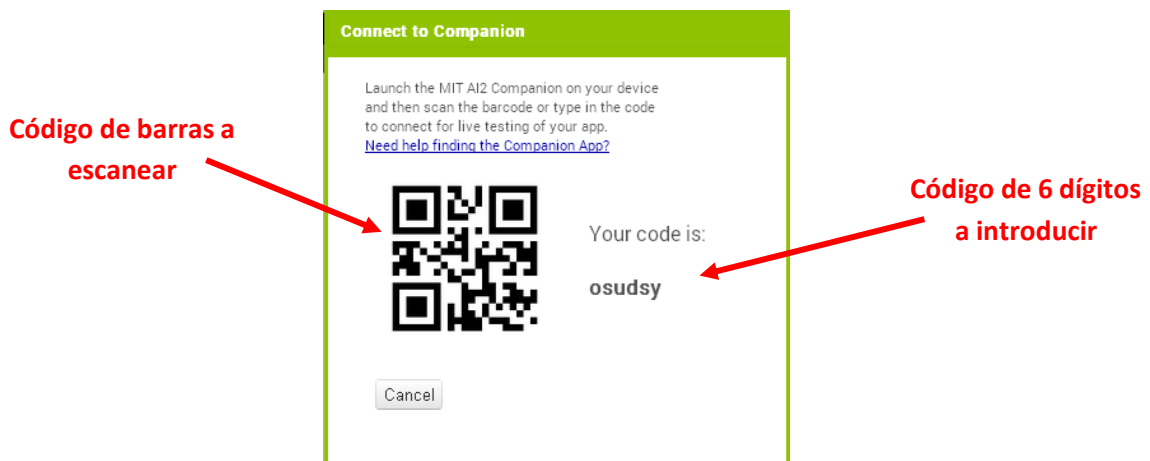 Connect to Companion
Launch the MIT AI2 Companion on your device
and then scan the barcode or type in the code
to connect for live testing of your app.
Need help finding the Companion App?
Código de barras a
escanear
Your code is:
osudsy
Código de 6 dígitos
a introducir
Cancel